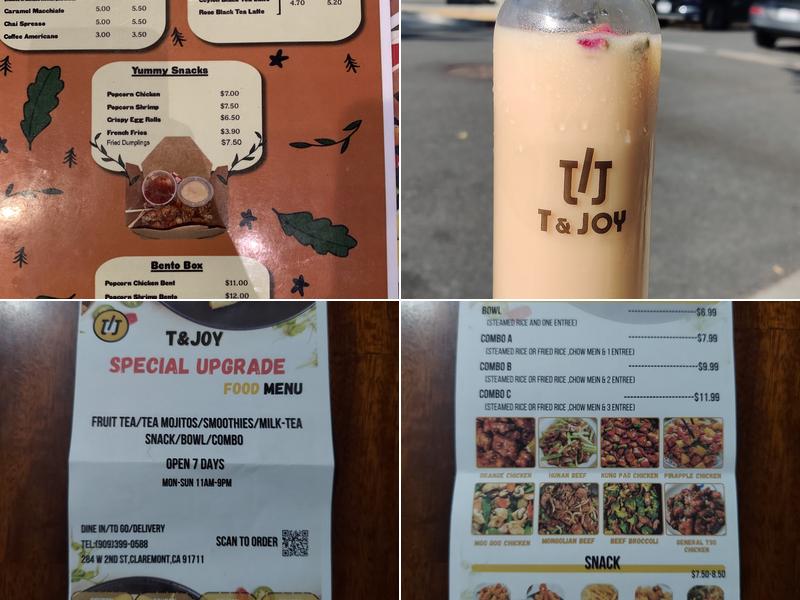 Caramel Macchiato 5.00 5.50
Chai Espresso 5.00 5.50
Coffee Americano 3.00 3.50
Rose Black Tea Latte 4.70 5.20
Yummy Snacks
Popcorn Chicken $7.00
Popcorn Shrimp $7.50
Crispy Egg Rolls $6.50
French Fries $3.90
Fried Dumplings $7.50
Bento Box
Popcorn Chicken Bent $11.00
Popcorn Shrimp Bento $12.00
T&JOY
T&JOY
SPECIAL UPGRADE
FOOD MENU
FRUIT TEA/TEA MOJITOS/SMOOTHIES/MILK-TEA
SNACK/BOWL/COMBO
OPEN 7 DAYS
MON-SUN 11AM-9PM
DINE IN/TO GO/DELIVERY
TEL:(909)399-0588
SCAN TO ORDER
284 W 2ND ST,CLAREMONT,CA 91711
BOWL $6.99
(STEAMED RICE AND ONE ENTREE)
COMBO A $7.99
(STEAMED RICE OR FRIED RICE ,CHOW MEIN & 1 ENTREE)
COMBO B $9.99
(STEAMED RICE OR FRIED RICE ,CHOW MEIN & 2 ENTREE)
COMBO C $11.99
(STEAMED RICE OR FRIED RICE ,CHOW MEIN & 3 ENTREE)
ORANGE CHICKEN HUNAN BEEF KUNG PAO CHICKEN PINAPPLE CHICKEN
MOO GOO CHICKEN MONGOLIAN BEEF BEEF BROCCOLI GENERAL TSO CHICKEN
SNACK
$7.50-8.50